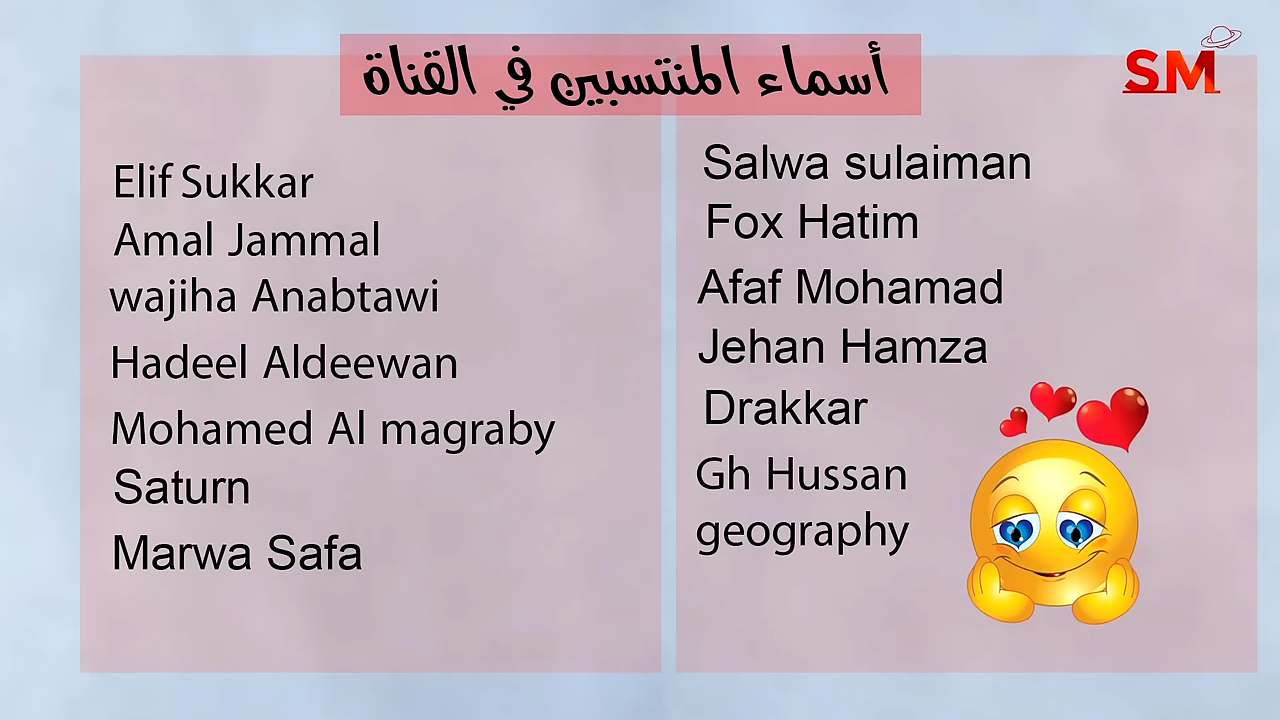 أسماء المنتسبين في القناة
SM
Elif Sukkar
Amal Jammal
wajiha Anabtawi
Hadeel Aldeewan
Mohamed Al magraby
Saturn
Marwa Safa
Salwa sulaiman
Fox Hatim
Afaf Mohamad
Jehan Hamza
Drakkar
Gh Hussan
geography